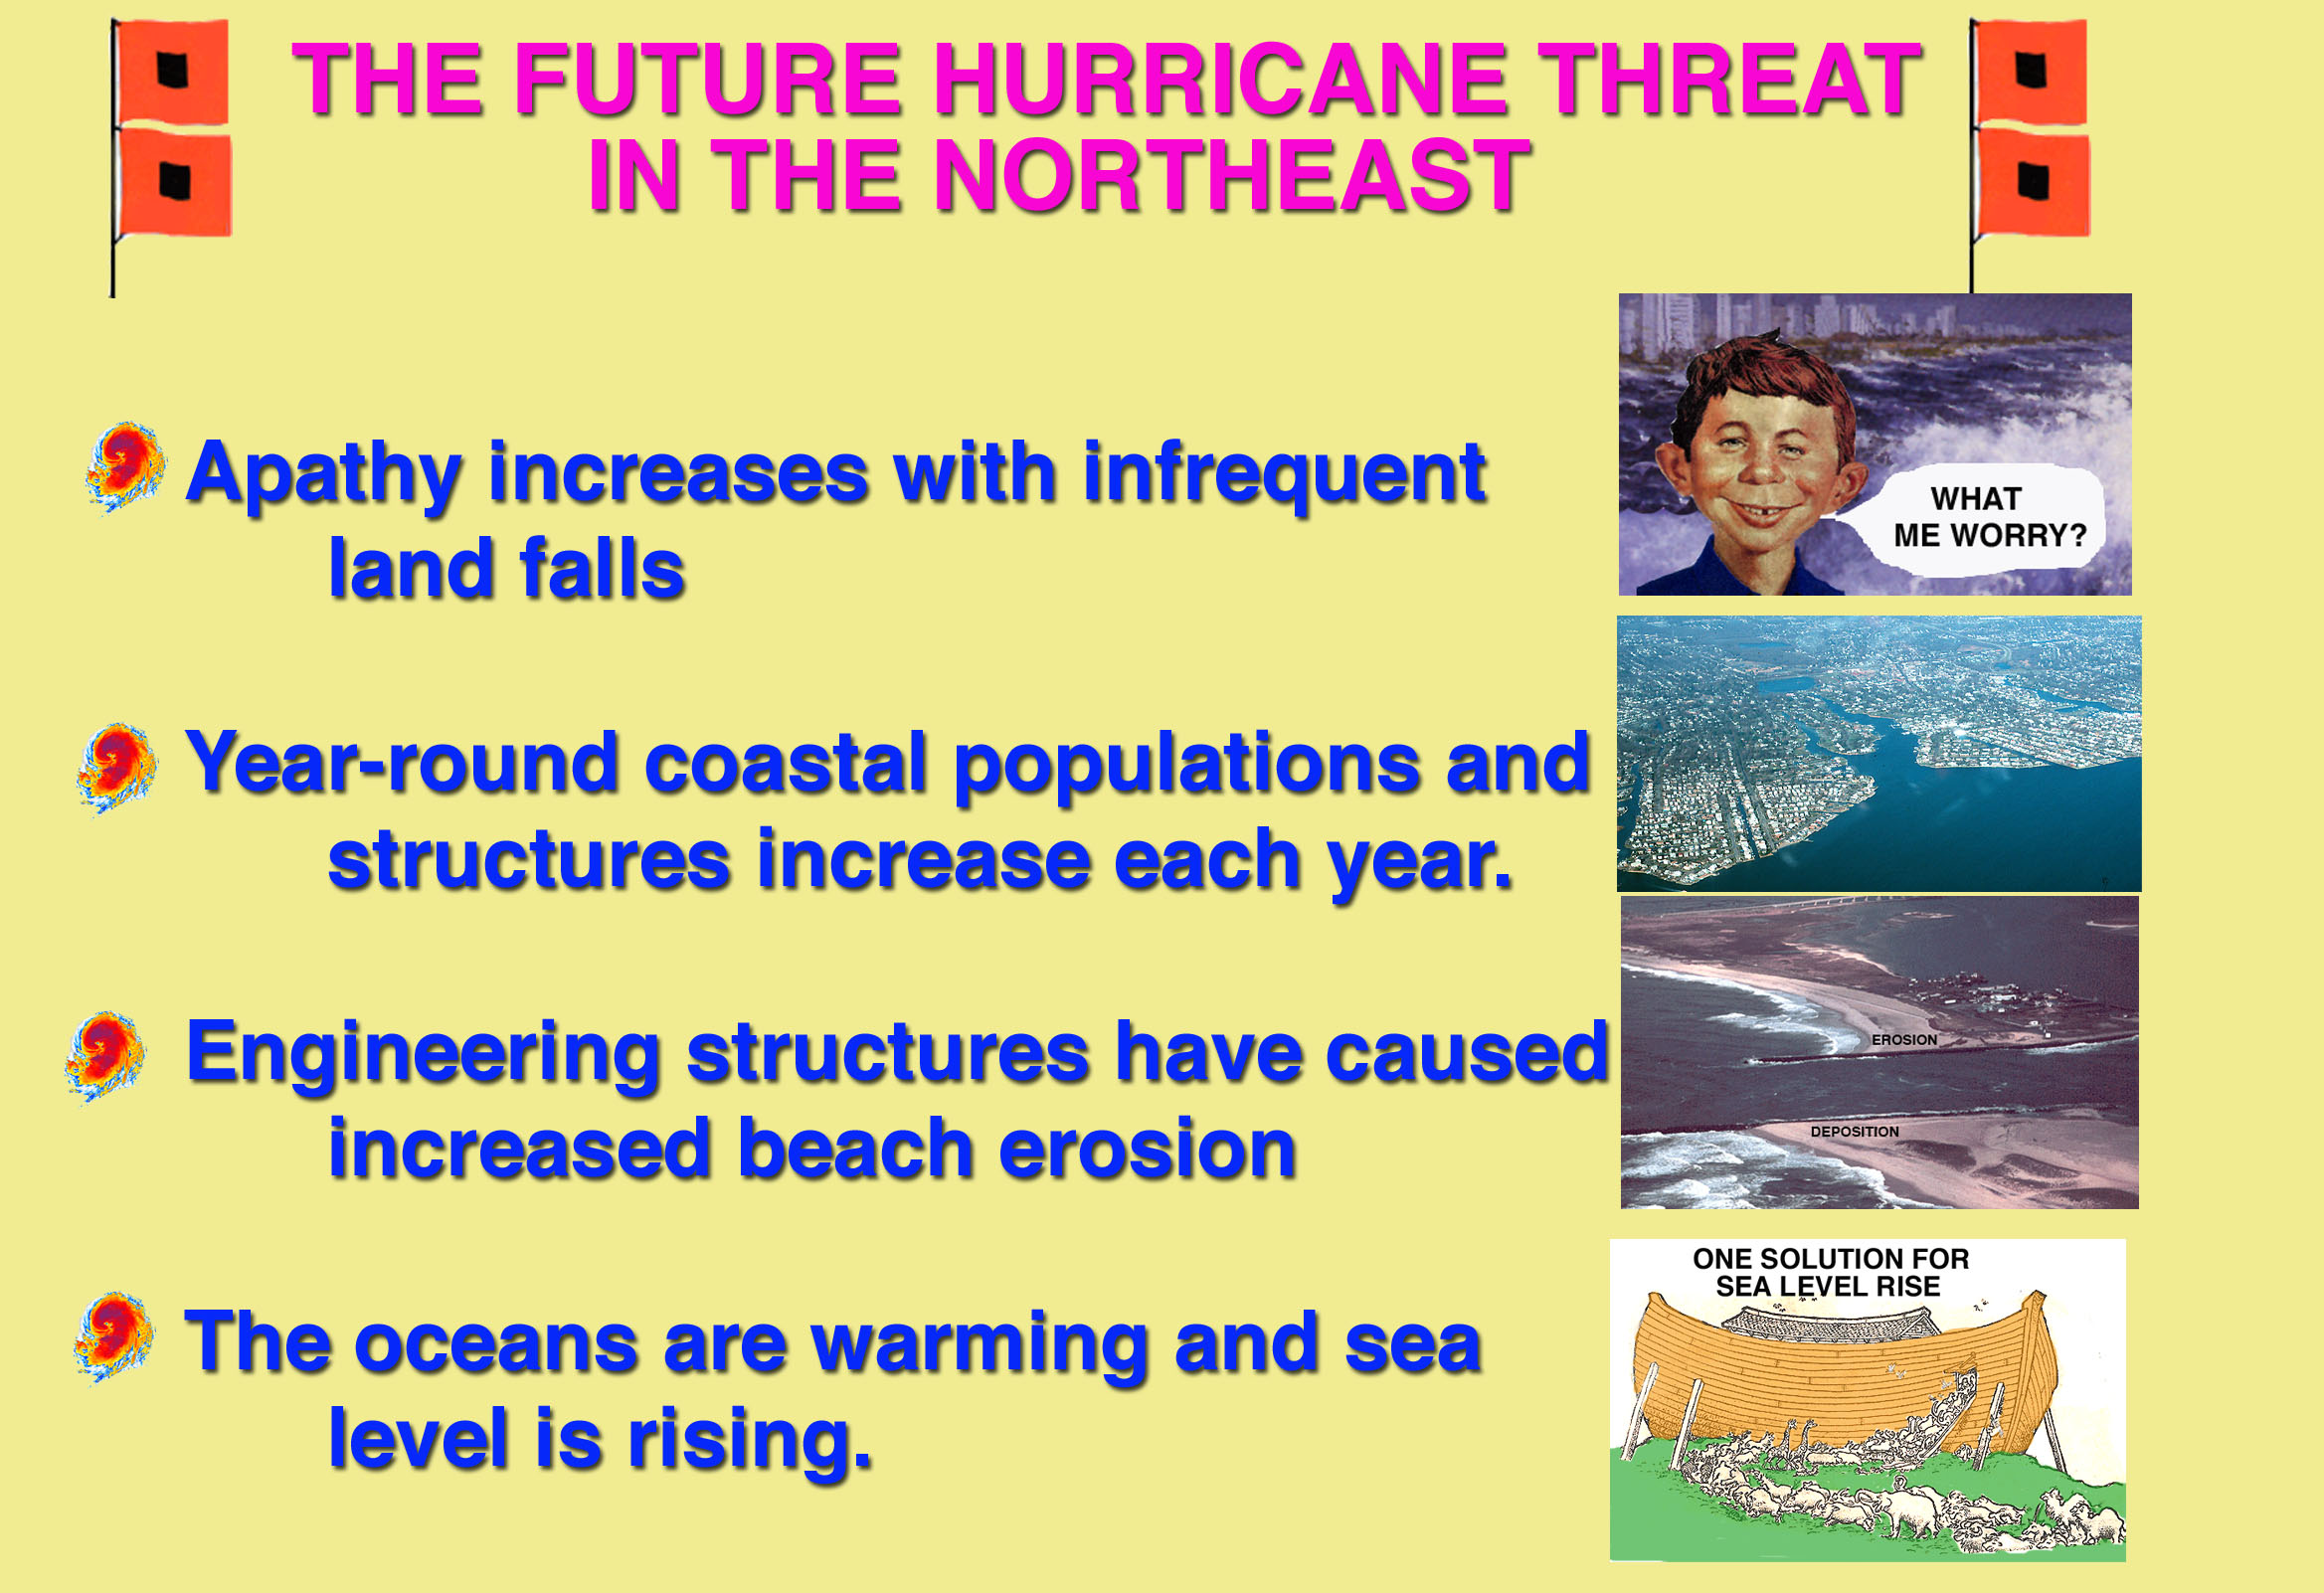 THE FUTURE HURRICANE THREAT
IN THE NORTHEAST
Apathy increases with infrequent
land falls
WHAT
ME WORRY?
Year-round coastal populations and
structures increase each year.
Engineering structures have caused
increased beach erosion
EROSION
DEPOSITION
The oceans are warming and sea
level is rising.
ONE SOLUTION FOR
SEA LEVEL RISE